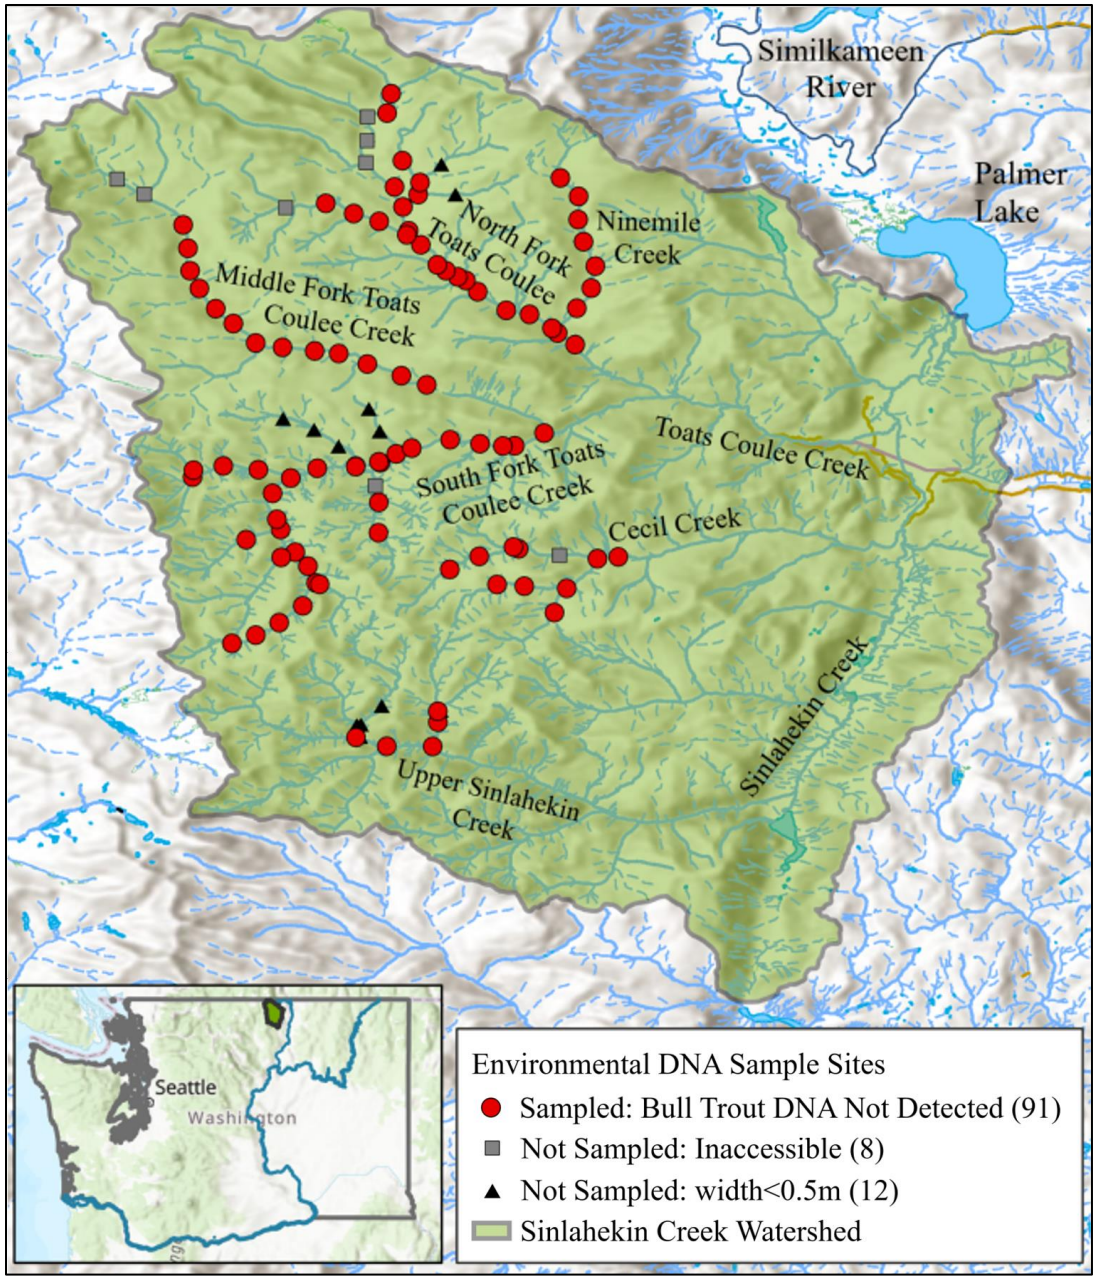 Similkameen
River
Palmer
Lake
Ninemile
Creek
North Fork
Toats Coulee
Middle Fork Toats
Coulee Creek
Toats Coulee Creek
South Fork Toats
Coulee Creek
Cecil Creek
Sinlahekin Creek
Upper Sinlahekin
Creek
Seattle
Washington
ng
Environmental DNA Sample Sites
Sampled: Bull Trout DNA Not Detected (91)
Not Sampled: Inaccessible (8)
Not Sampled: width<0.5m (12)
Sinlahekin Creek Watershed